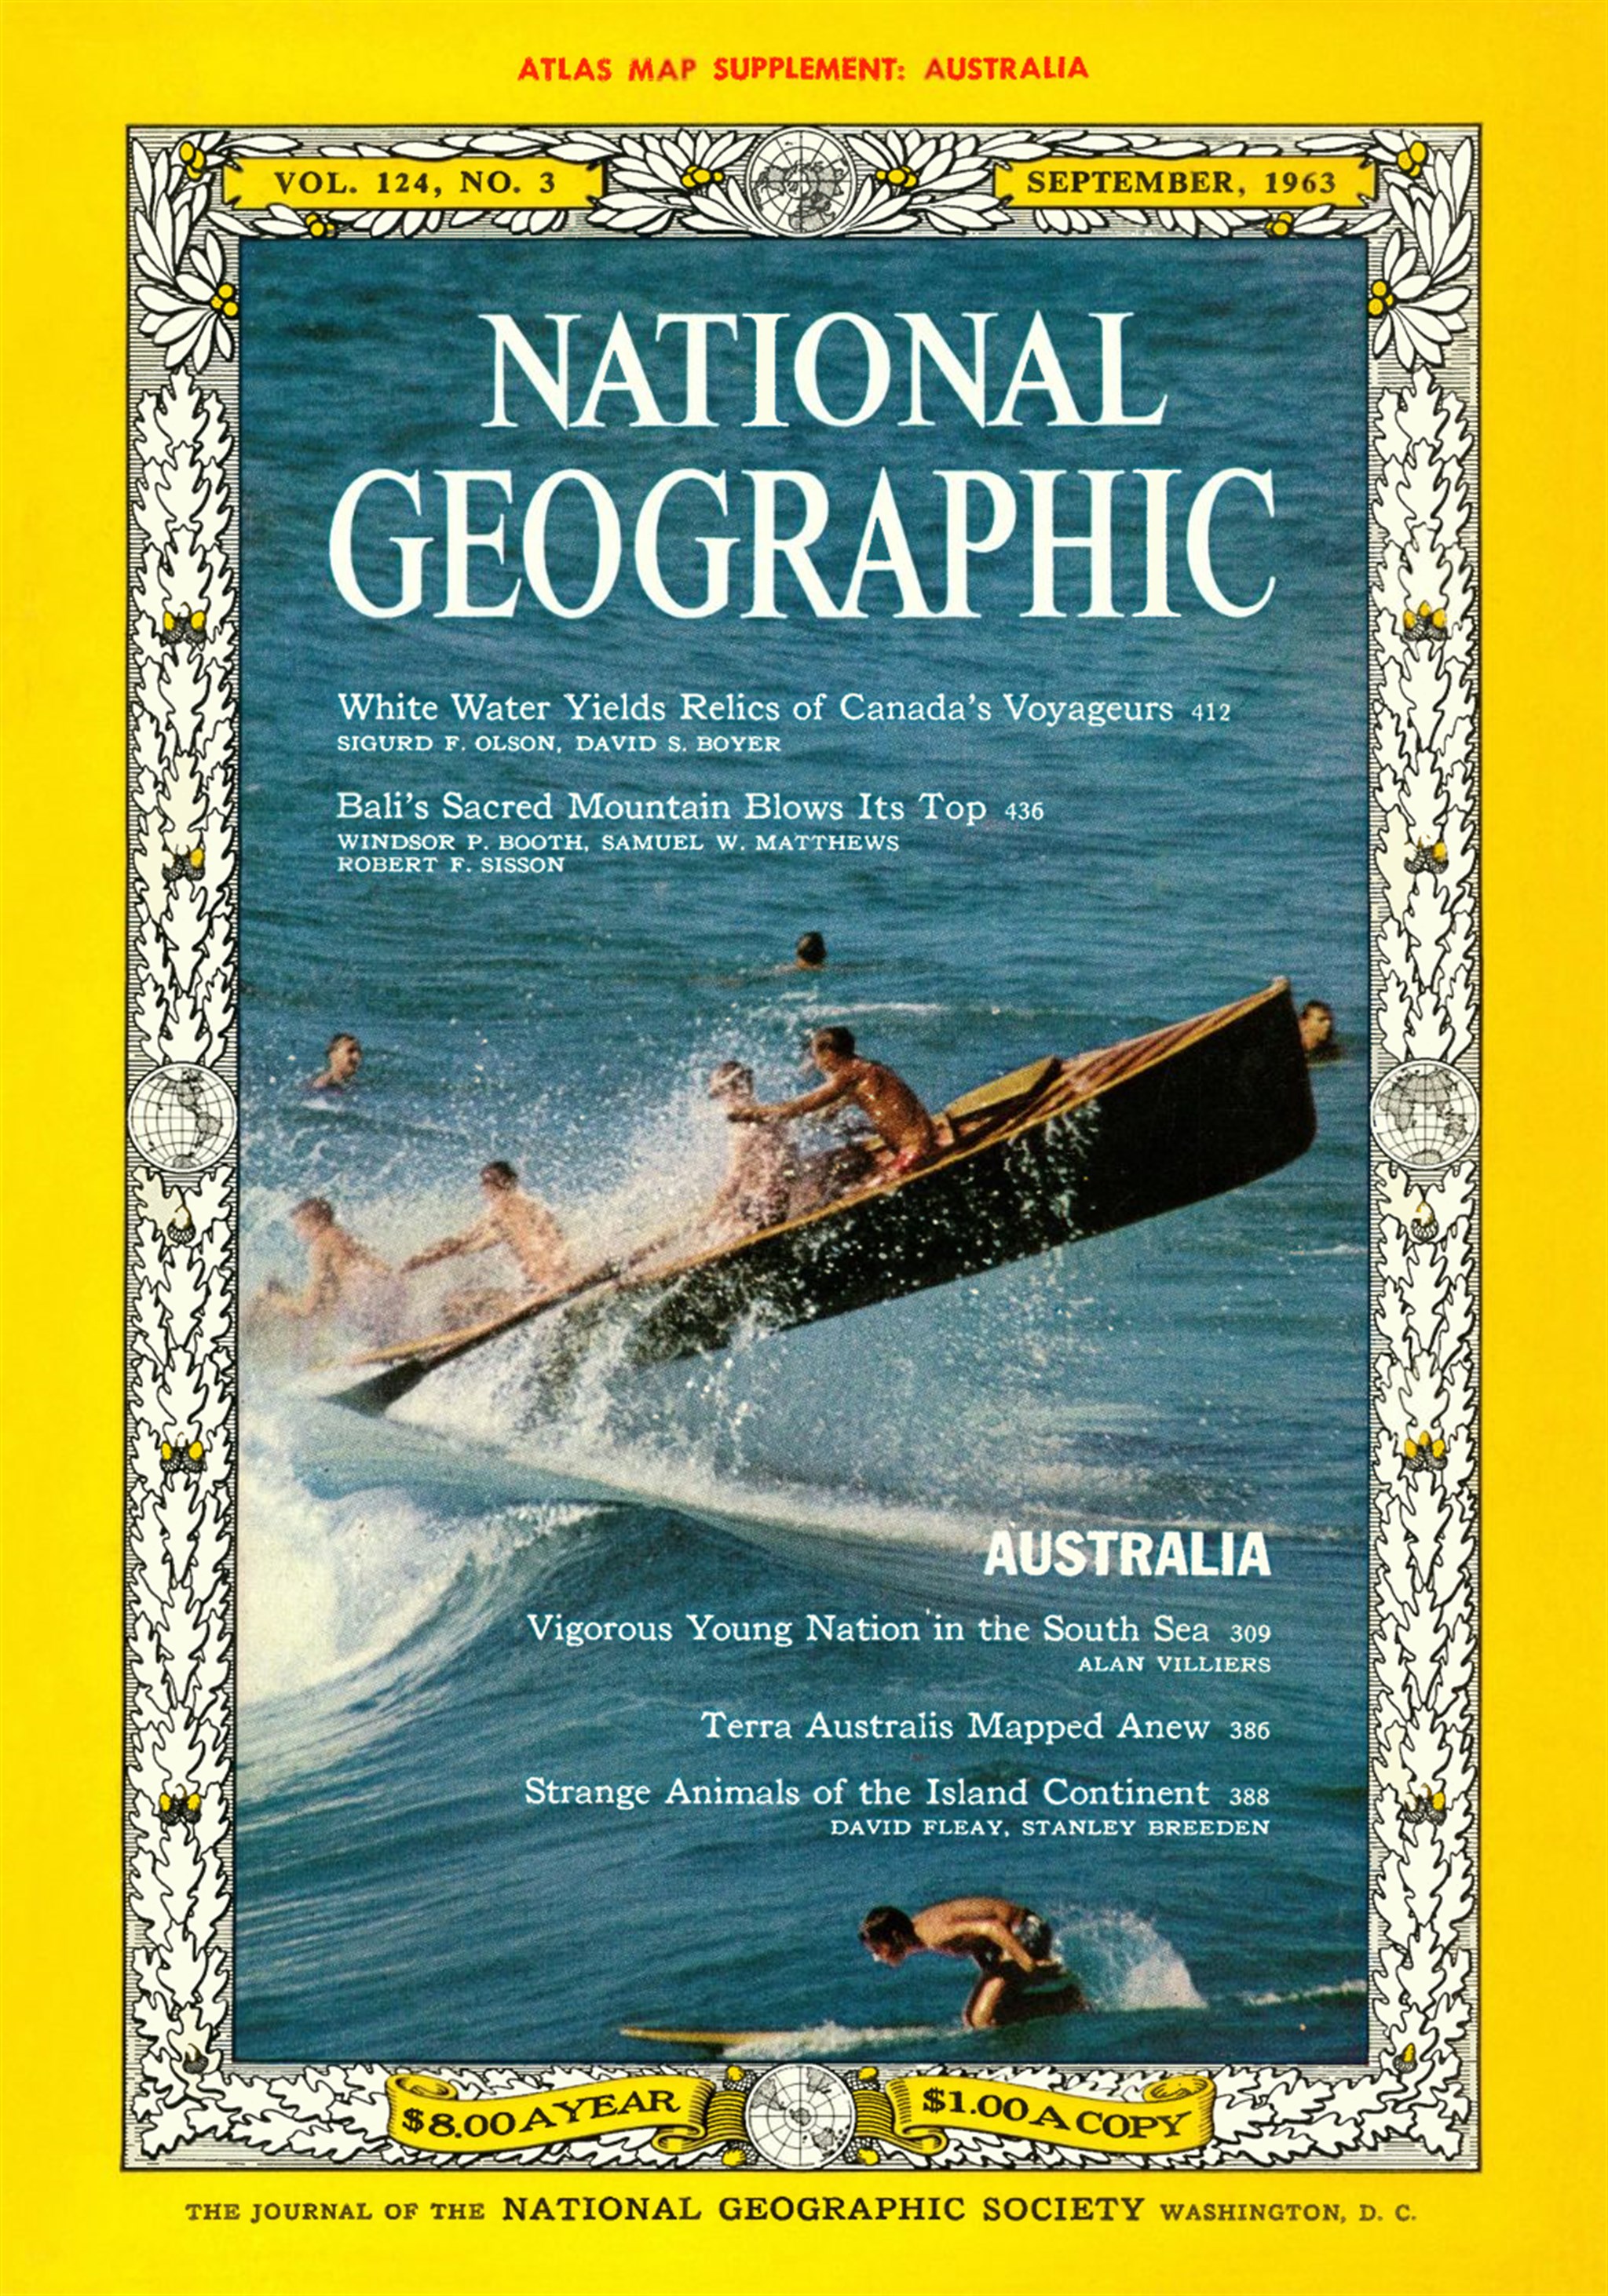 ATLAS MAP SUPPLEMENT: AUSTRALIA
VOL. 124, NO. 3
SEPTEMBER, 1963
NATIONAL
GEOGRAPHIC
White Water Yields Relics of Canada's Voyageurs 412
SIGURD F. OLSON, DAVID S. BOYER
Bali's Sacred Mountain Blows Its Top 436
WINDSOR P. BOOTH, SAMUEL W. MATTHEWS
ROBERT F. SISSON
AUSTRALIA
Vigorous Young Nation in the South Sea 309
ALAN VILLIERS
Terra Australis Mapped Anew 386
Strange Animals of the Island Continent 388
DAVID FLEAY, STANLEY BREEDEN
$8.00 A YEAR
$1.00 A COPY
THE JOURNAL OF THE NATIONAL GEOGRAPHIC SOCIETY WASHINGTON, D. C.